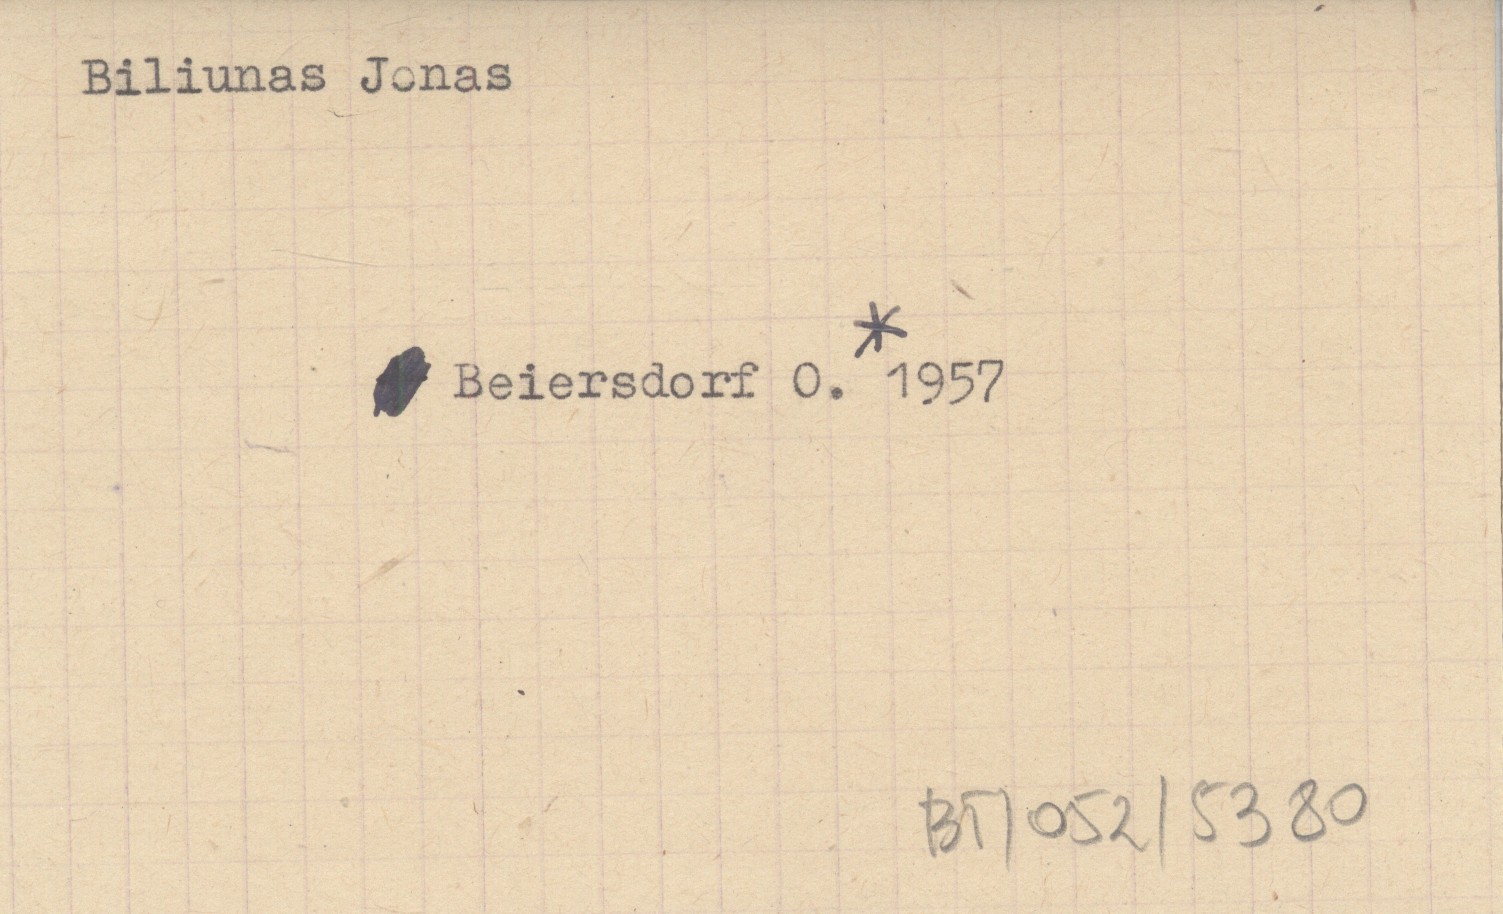 Biliunas Jonas
Beiersdorf O.* 1957
BT/052/5380